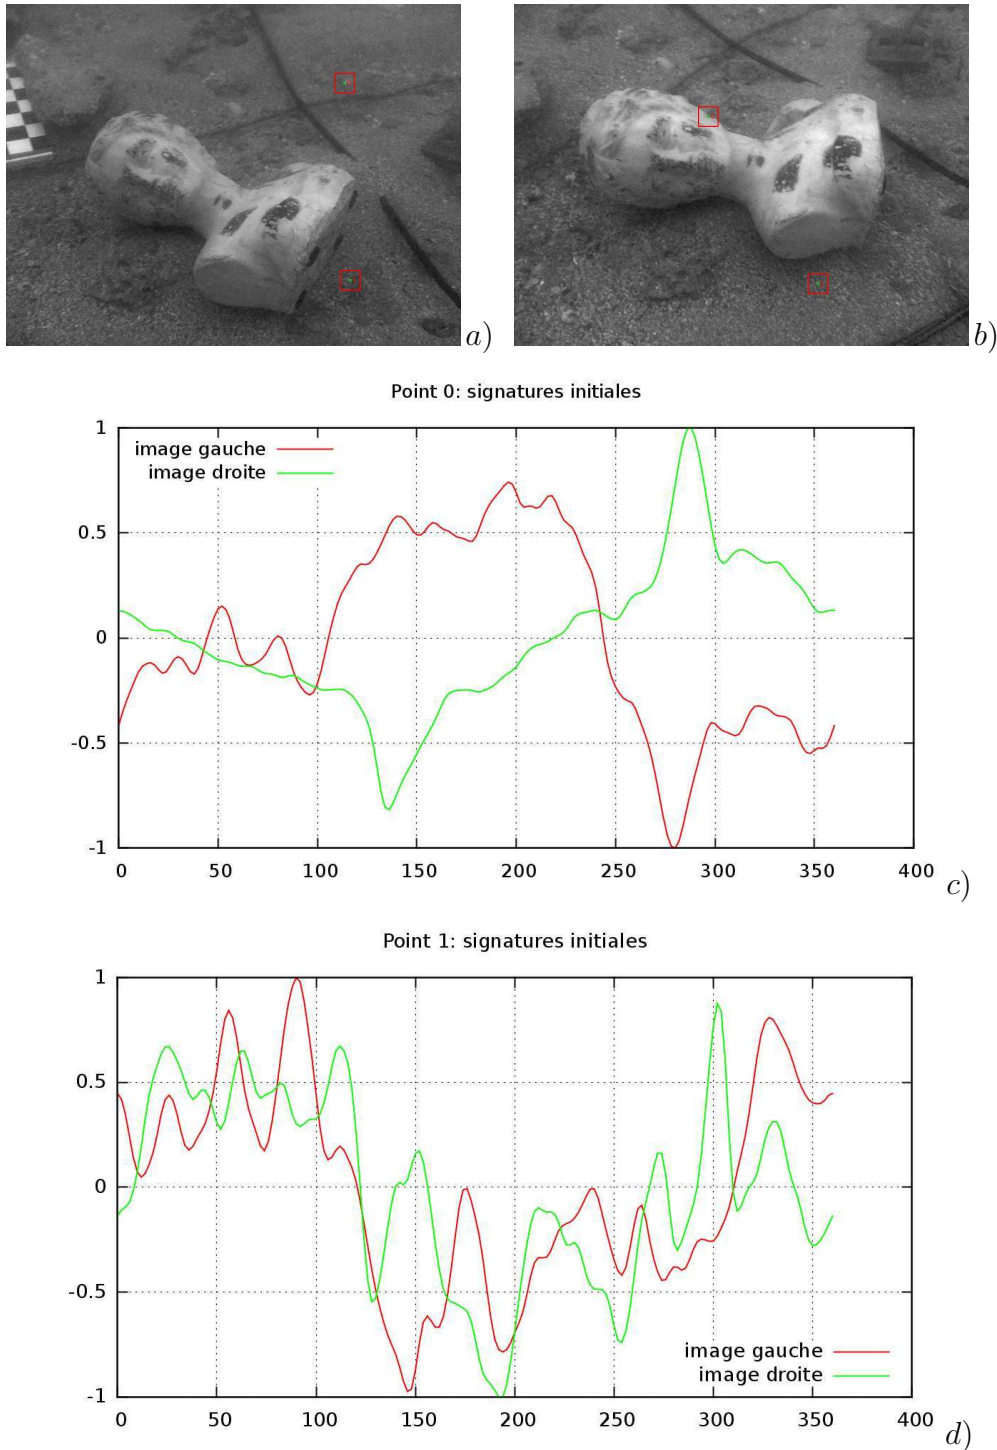 a)
b)
Point 0: signatures initiales
image gauche
image droite
1
0.5
0
-0.5
-1
0 50 100 150 200 250 300 350 400
c)
Point 1: signatures initiales
1
0.5
0
-0.5
-1
image gauche
image droite
0 50 100 150 200 250 300 350 400
d)